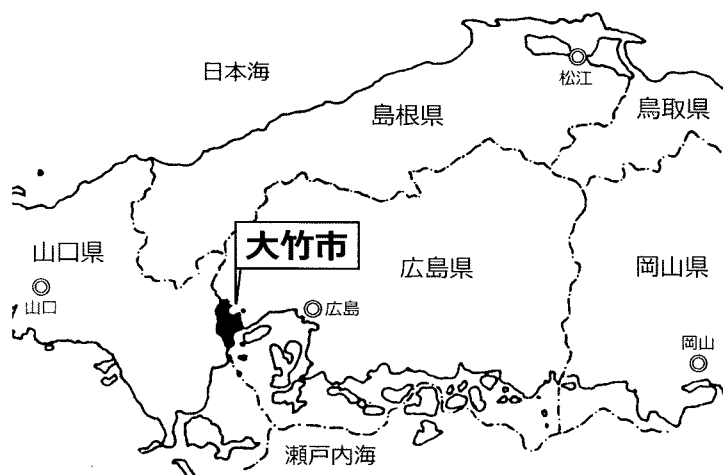 日本海
松江
島根県
鳥取県
大竹市
山口県
広島県
岡山県
山口
広島
岡山
瀬戸内海